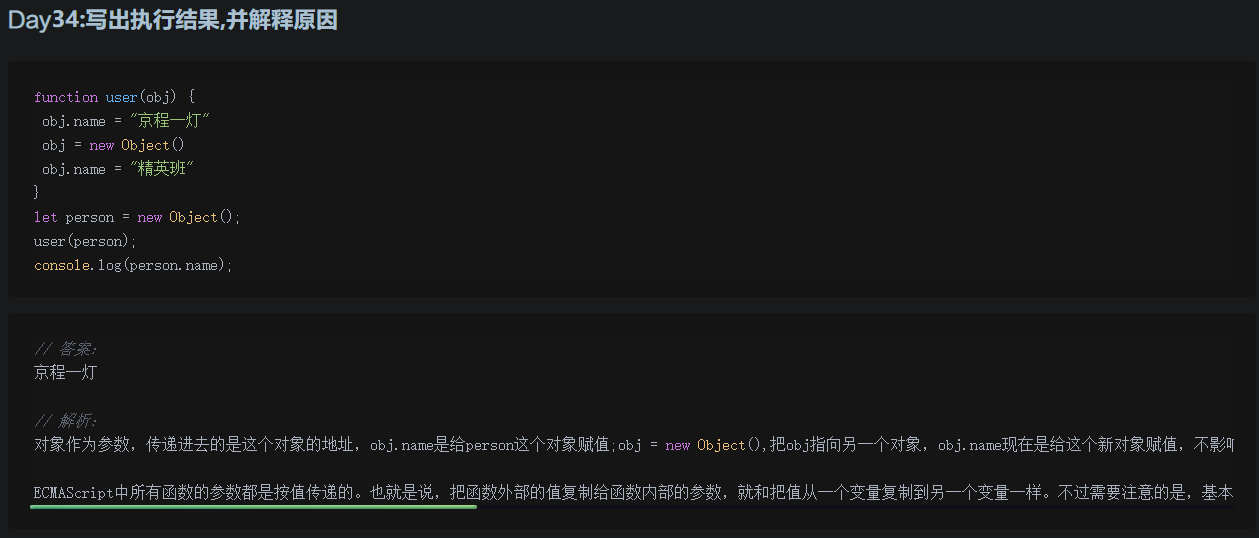 Day34:写出执行结果,并解释原因
function user(obj) {
 obj.name = "京程一灯"
 obj = new Object()
 obj.name = "精英班"
}
let person = new Object();
user(person);
console.log(person.name);
// 答案:
京程一灯
// 解析:
对象作为参数，传递进去的是这个对象的地址，obj.name是给person这个对象赋值;obj = new Object(),把obj指向另一个对象，obj.name现在是给这个新对象赋值，不影
ECMAScript中所有函数的参数都是按值传递的。也就是说，把函数外部的值复制给函数内部的参数，就和把值从一个变量复制到另一个变量一样。不过需要注意的是，基本